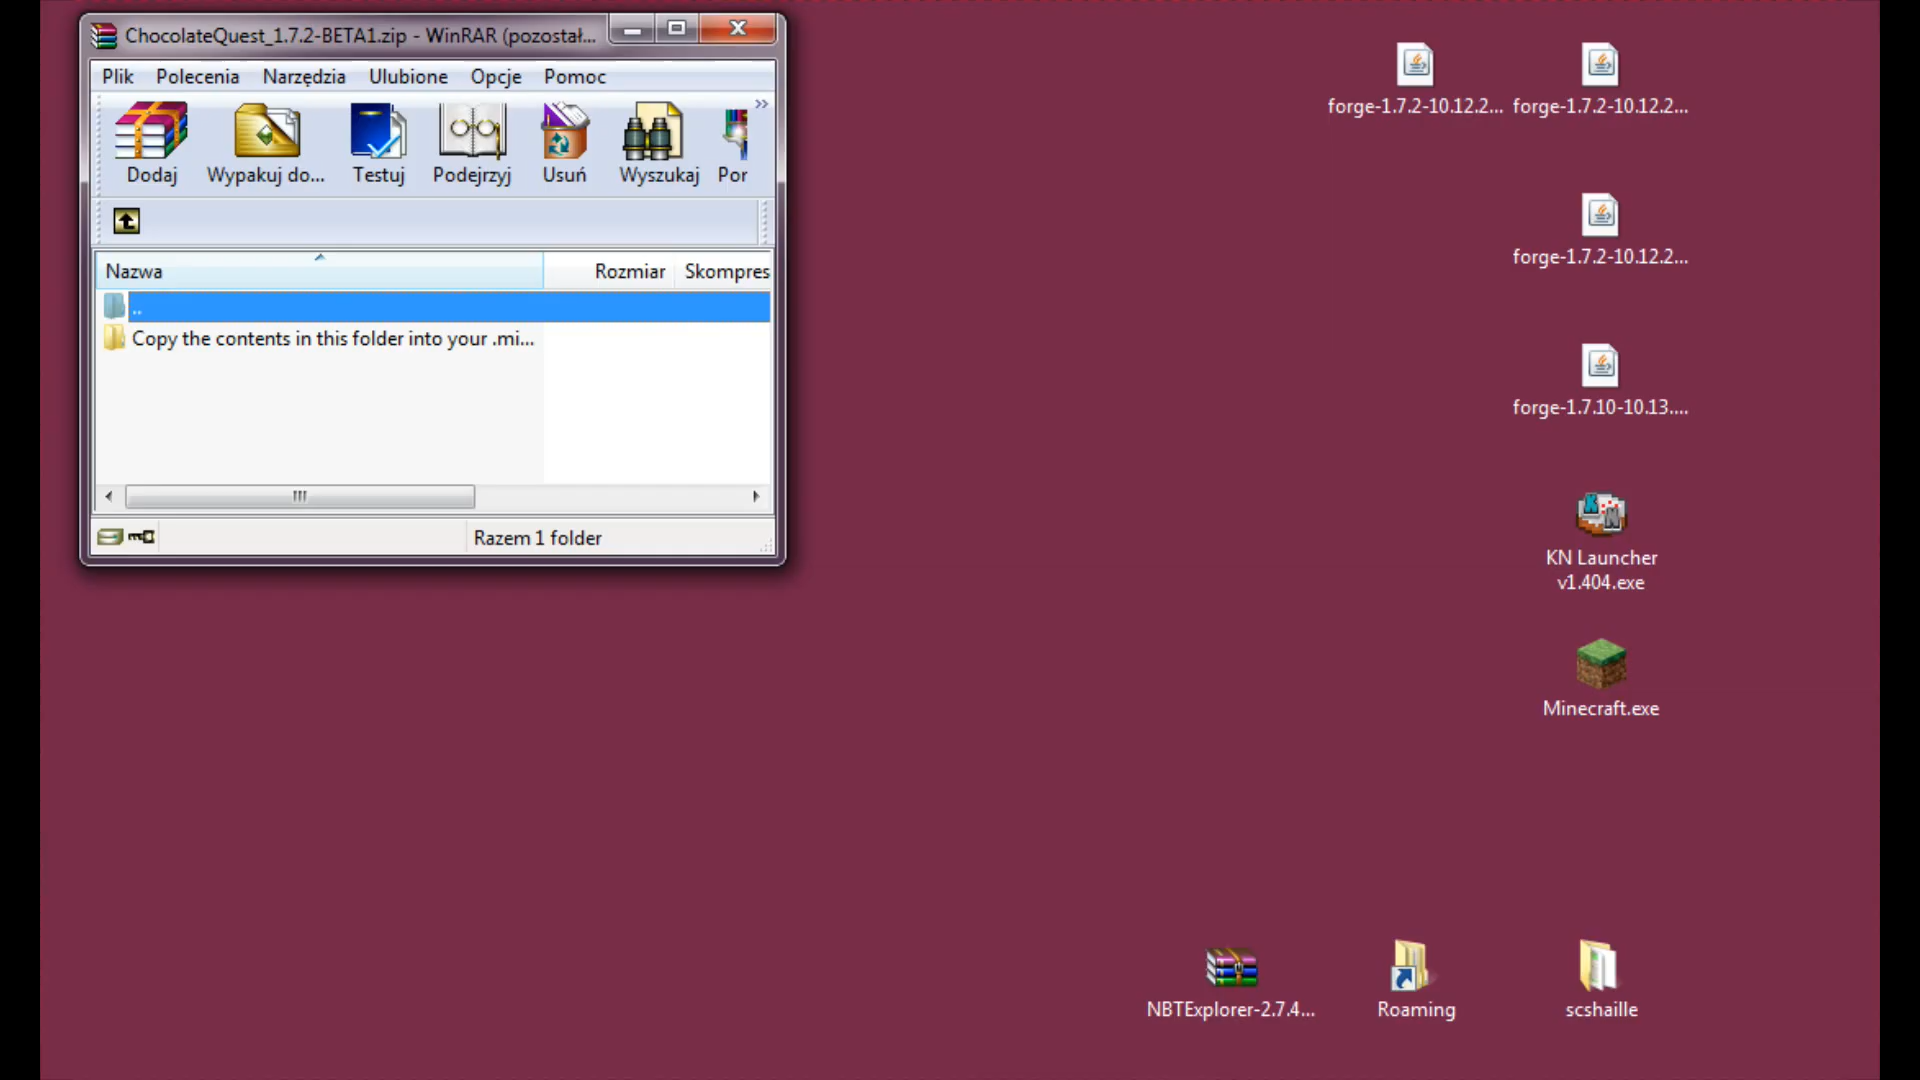 ChocolateQuest_1.7.2-BETA1.zip - WinRAR (pozostał...
Plik Polecenia Narzędzia Ulubione Opcje Pomoc
Dodaj Wypakuj do... Testuj Podejrzyj Usuń Wyszukaj Por
Nazwa Rozmiar Skompres
..
Copy the contents in this folder into your .mi...
Razem 1 folder
forge-1.7.2-10.12.2... forge-1.7.2-10.12.2...
forge-1.7.2-10.12.2...
forge-1.7.10-10.13....
KN Launcher
v1.404.exe
Minecraft.exe
NBTExplorer-2.7.4... Roaming scshaille